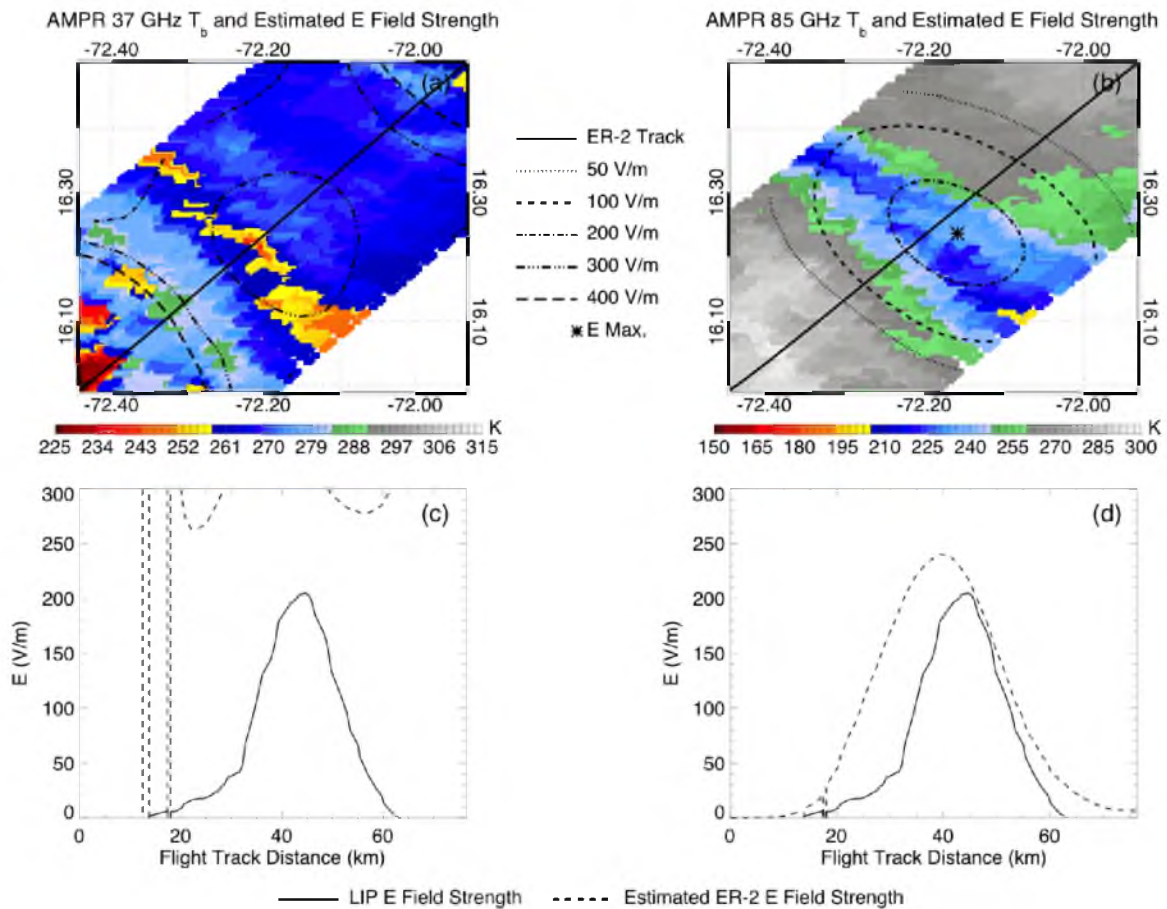 AMPR 37 GHz Tb and Estimated E Field Strength
-72.40 -72.20 -72.00
(a)
16.30
16.10
16.30
16.10
-72.40 -72.20 -72.00
K
225 234 243 252 261 270 279 288 297 306 315
ER-2 Track
50 V/m
100 V/m
200 V/m
300 V/m
400 V/m
E Max.
AMPR 85 GHz Tb and Estimated E Field Strength
-72.40 -72.20 -72.00
(b)
16.30
16.10
16.30
16.10
-72.40 -72.20 -72.00
K
150 165 180 195 210 225 240 255 270 285 300
(c)
300
250
200
150
100
50
0
E (V/m)
0 20 40 60
Flight Track Distance (km)
(d)
300
250
200
150
100
50
0
E (V/m)
0 20 40 60
Flight Track Distance (km)
LIP E Field Strength
Estimated ER-2 E Field Strength